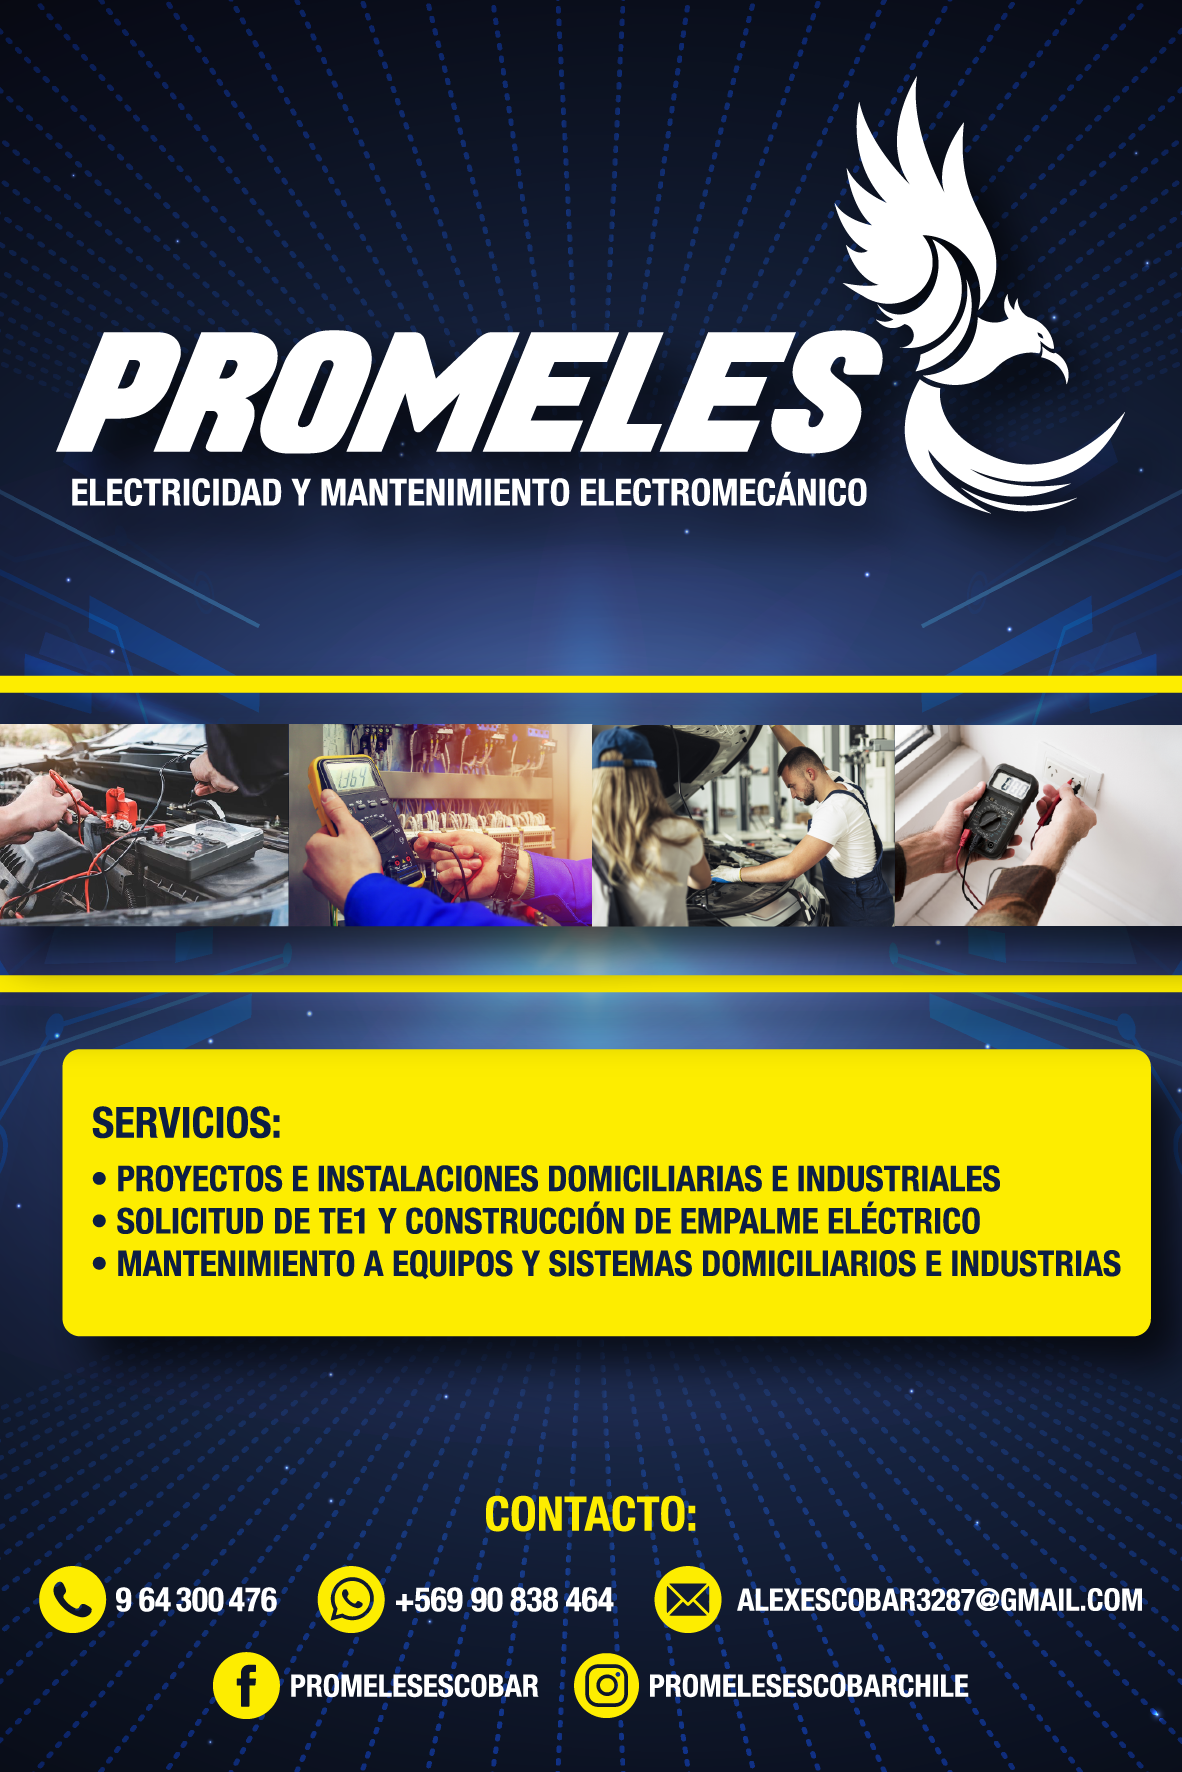 PROMELES
ELECTRICIDAD Y MANTENIMIENTO ELECTROMECÁNICO
1364
SERVICIOS:
• PROYECTOS E INSTALACIONES DOMICILIARIAS E INDUSTRIALES
• SOLICITUD DE TE1 Y CONSTRUCCIÓN DE EMPALME ELÉCTRICO
• MANTENIMIENTO A EQUIPOS Y SISTEMAS DOMICILIARIOS E INDUSTRIAS
CONTACTO:
9 64 300 476
+569 90 838 464
ALEXESCOBAR3287@GMAIL.COM
PROMELESESCOBAR
PROMELESESCOBARCHILE